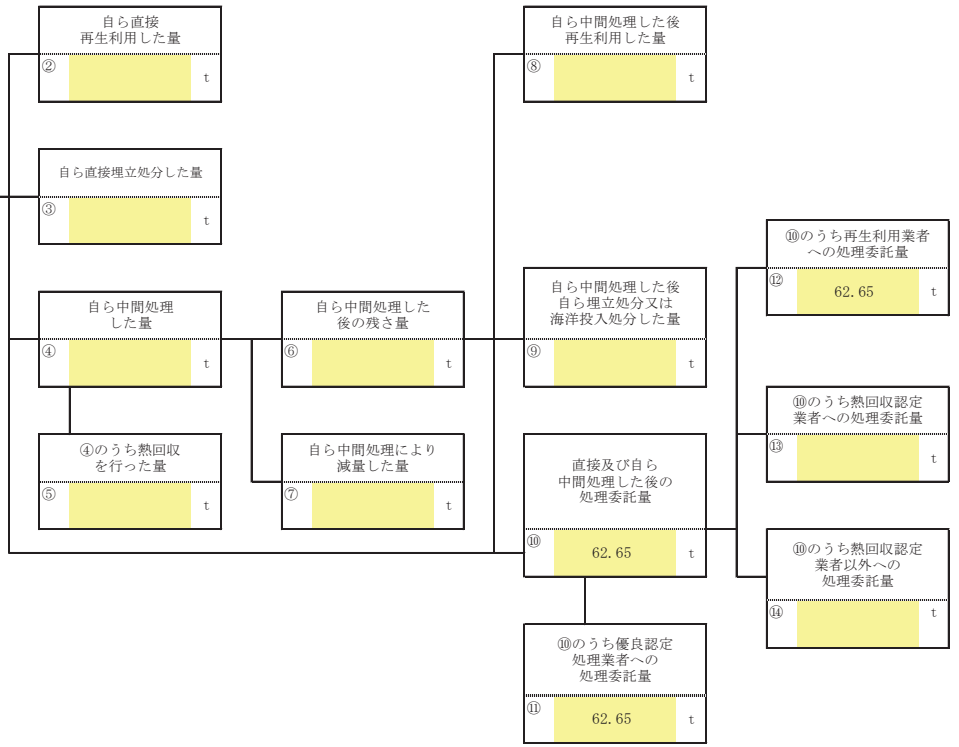 自ら直接
再生利用した量
②
t
自ら中間処理した後
再生利用した量
⑧
t
自ら直接埋立処分した量
③
t
⑩のうち再生利用業者
への処理委託量
⑫
62.65
t
自ら中間処理
した量
④
t
自ら中間処理した
後の残さ量
⑥
t
自ら中間処理した後
自ら埋立処分又は
海洋投入処分した量
⑨
t
⑩のうち熱回収認定
業者への処理委託量
⑬
t
④のうち熱回収
を行った量
⑤
t
自ら中間処理により
減量した量
⑦
t
直接及び自ら
中間処理した後の
処理委託量
⑩
62.65
t
⑩のうち熱回収認定
業者以外への
処理委託量
⑭
t
⑩のうち優良認定
処理業者への
処理委託量
⑪
62.65
t